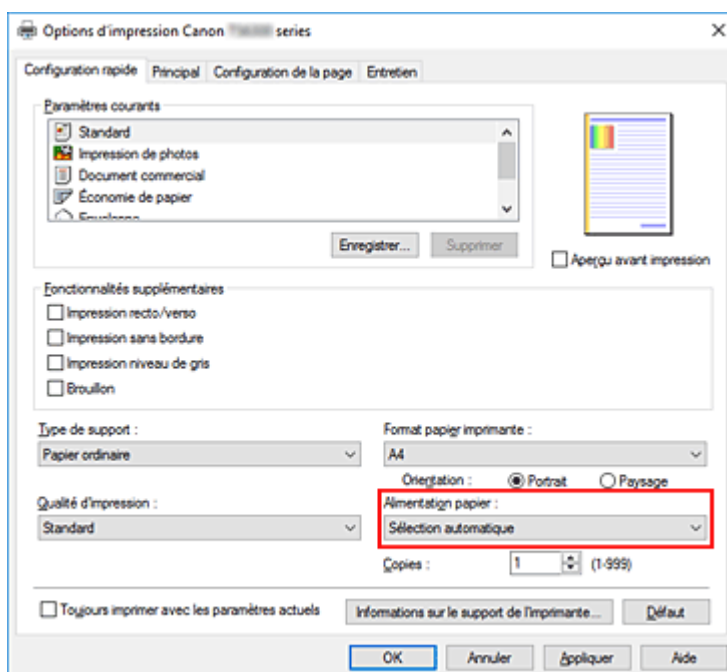 Options d'impression Canon series
Configuration rapide Principal Configuration de la page Entretien
Paramètres courants
Standard
Impression de photos
Document commercial
Économie de papier
Enregistrer... Supprimer
Aperçu avant impression
Fonctionnalités supplémentaires
Impression recto/verso
Impression sans bordure
Impression niveau de gris
Brouillon
Type de support : Format papier imprimante :
Papier ordinaire A4
Orientation : Portrait Paysage
Qualité d'impression : Alimentation papier :
Standard Sélection automatique
Copies : 1 (1-999)
Toujours imprimer avec les paramètres actuels Informations sur le support de l'imprimante... Défaut
OK Annuler Appliquer Aide